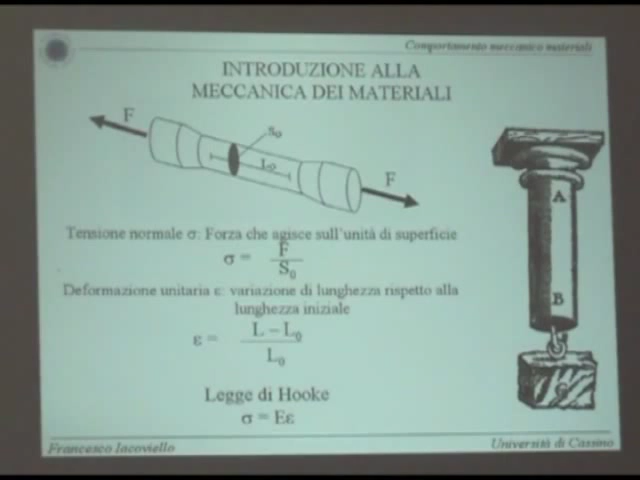 Comportamento meccanico materiali
INTRODUZIONE ALLA
MECCANICA DEI MATERIALI
F
S₀
L₀
F
A
B
C
Tensione normale σ: Forza che agisce sull'unità di superficie
σ = F / S₀
Deformazione unitaria ε: variazione di lunghezza rispetto alla
lunghezza iniziale
ε = L – L₀ / L₀
Legge di Hooke
σ = Eε
Francesco Iacoviello
Università di Cassino